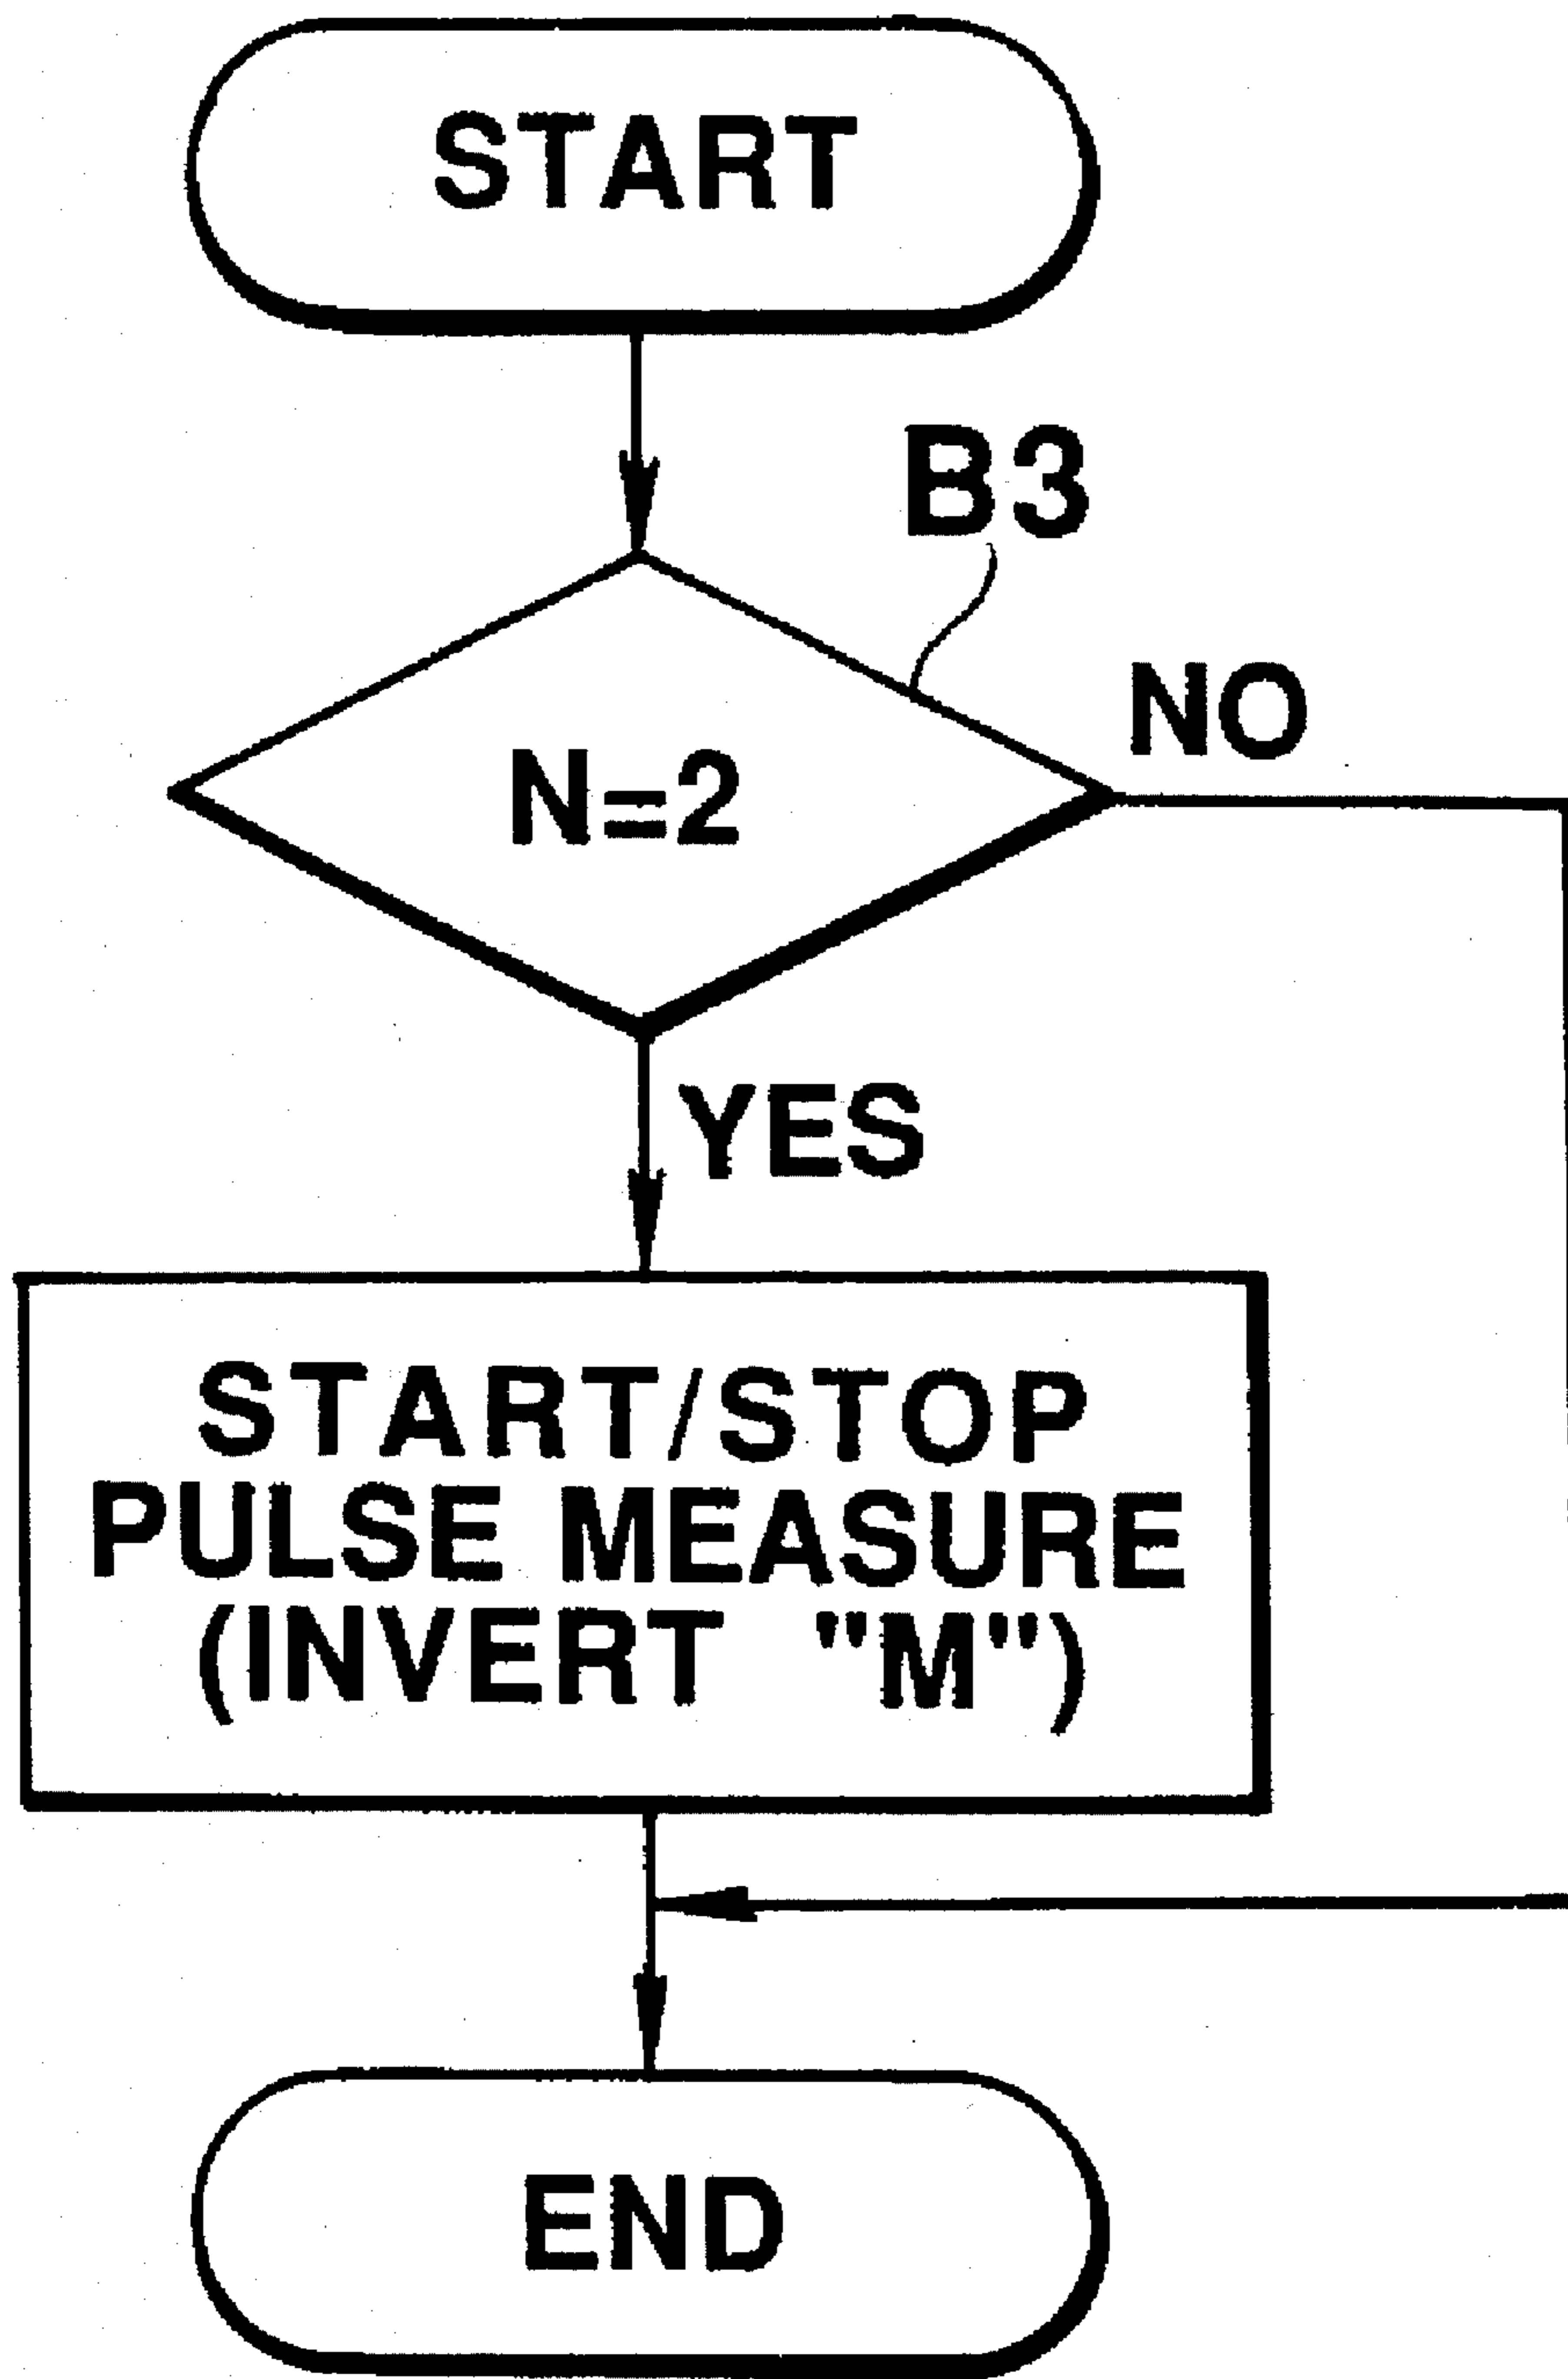 START
B3
NO
N=2
YES
START/STOP
PULSE MEASURE
(INVERT "M")
END